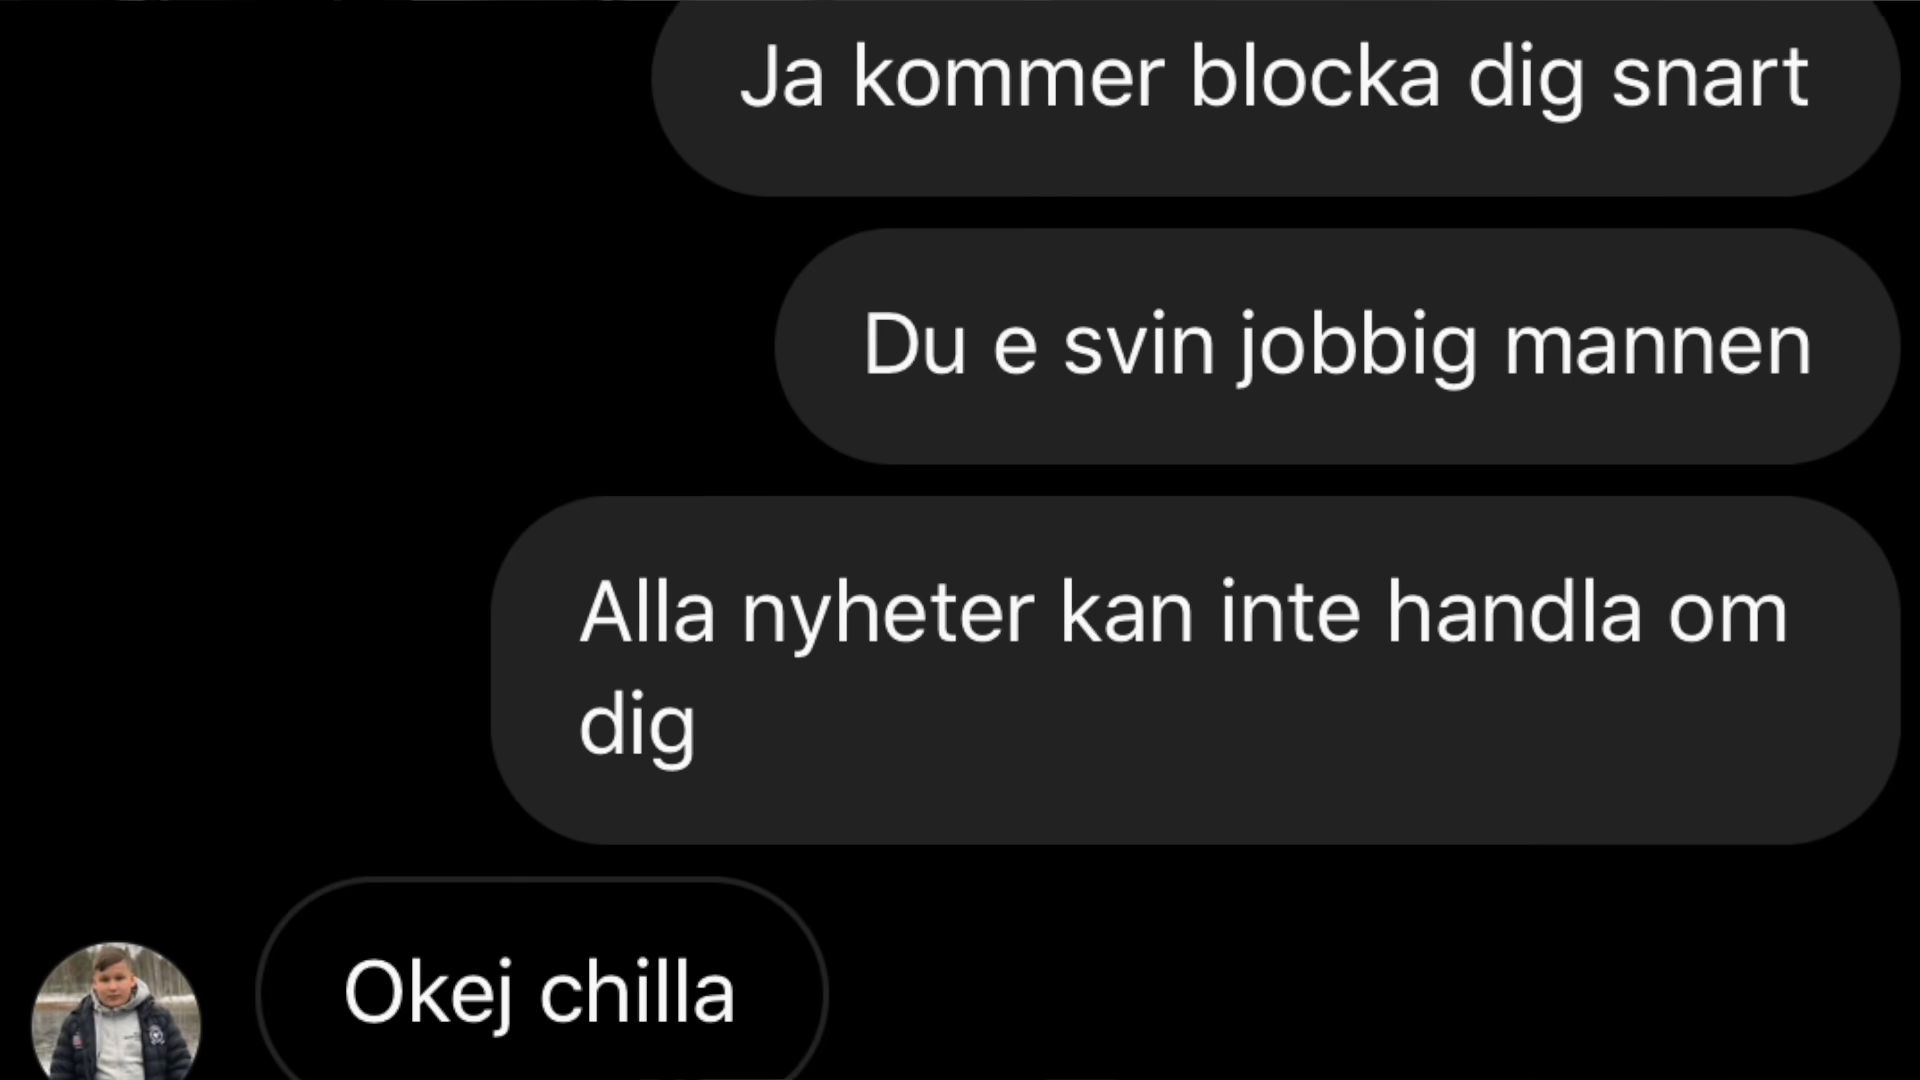 Ja kommer blocka dig snart
Du e svin jobbig mannen
Alla nyheter kan inte handla om
dig
Okej chilla